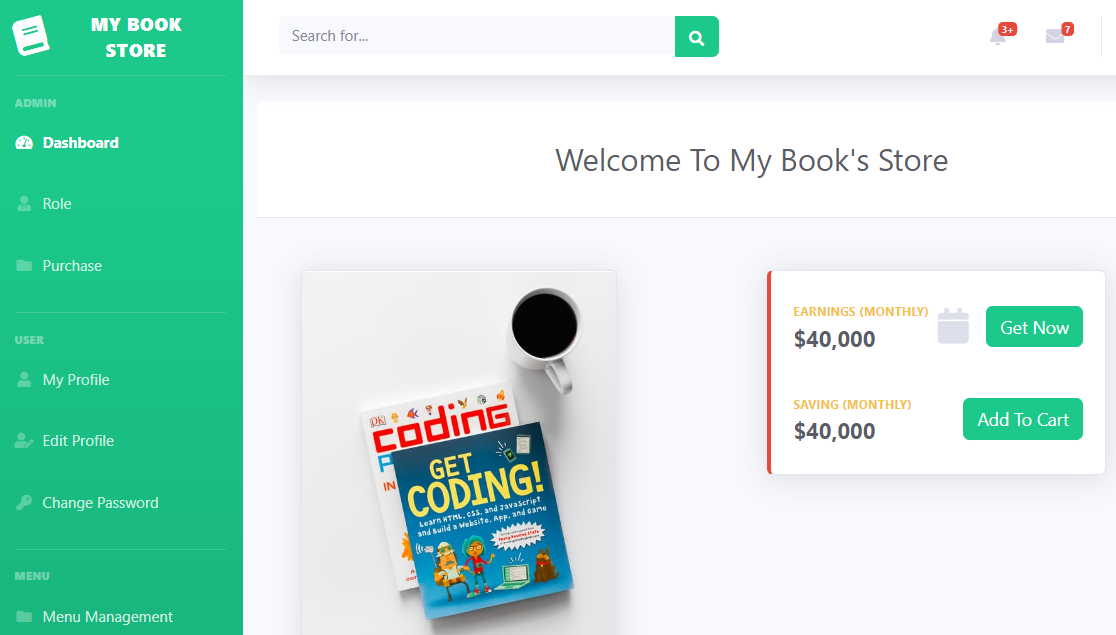 MY BOOK
STORE
Search for...
3+
7
ADMIN
Dashboard
Role
Purchase
USER
My Profile
Edit Profile
Change Password
MENU
Menu Management
Welcome To My Book's Store
EARNINGS (MONTHLY)
$40,000
Get Now
SAVING (MONTHLY)
$40,000
Add To Cart
DK
coding
P
IN
GET
CODING!
Learn HTML, CSS, and JavaScript
and Build a Website, App, and Game